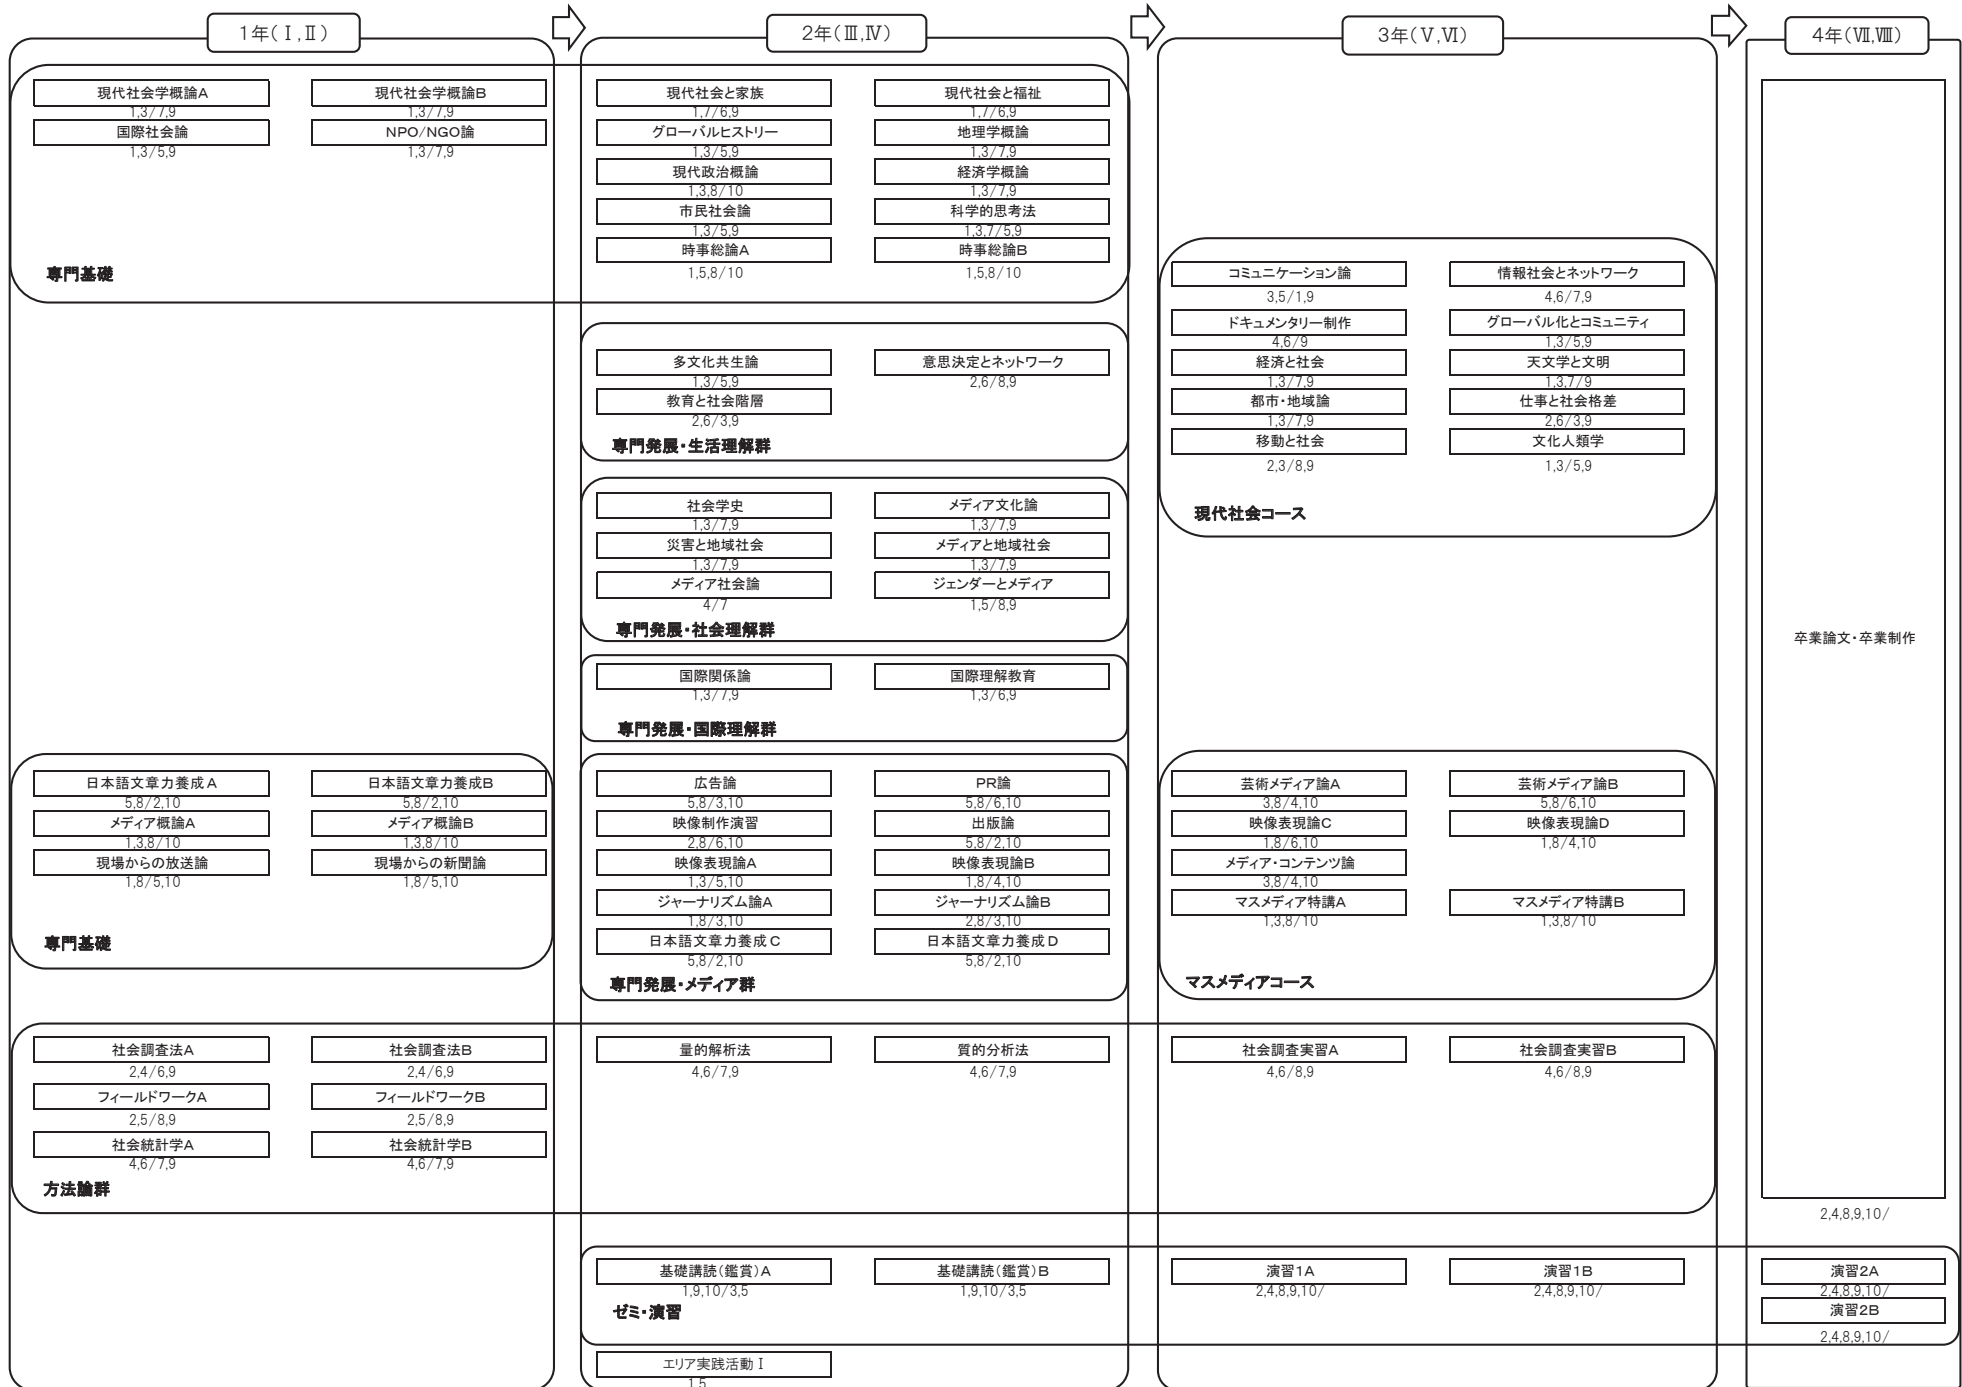 1年(Ⅰ,Ⅱ)
2年(Ⅲ,Ⅳ)
3年(Ⅴ,Ⅵ)
4年(Ⅶ,Ⅷ)
現代社会学概論A
1,3/7,9
現代社会学概論B
1,3/7,9
国際社会論
1,3/5,9
NPO/NGO論
1,3/7,9
現代社会と家族
1,7/6,9
現代社会と福祉
1,7/6,9
グローバルヒストリー
1,3/5,9
地理学概論
1,3/7,9
現代政治概論
1,3,8/10
経済学概論
1,3/7,9
市民社会論
1,3/5,9
科学的思考法
1,3,7/5,9
時事総論A
1,5,8/10
時事総論B
1,5,8/10
専門基礎
多文化共生論
1,3/5,9
意思決定とネットワーク
2,6/8,9
教育と社会階層
2,6/3,9
専門発展・生活理解群
社会学史
1,3/7,9
メディア文化論
1,3/7,9
災害と地域社会
1,3/7,9
メディアと地域社会
1,3/7,9
メディア社会論
4/7
ジェンダーとメディア
1,5/8,9
専門発展・社会理解群
国際関係論
1,3/7,9
国際理解教育
1,3/6,9
専門発展・国際理解群
コミュニケーション論
3,5/1,9
情報社会とネットワーク
4,6/7,9
ドキュメンタリー制作
4,6/9
グローバル化とコミュニティ
1,3/5,9
経済と社会
1,3/7,9
天文学と文明
1,3,7/9
都市・地域論
1,3/7,9
仕事と社会格差
2,6/3,9
移動と社会
2,3/8,9
文化人類学
1,3/5,9
現代社会コース
卒業論文・卒業制作
2,4,8,9,10/
日本語文章力養成A
5,8/2,10
日本語文章力養成B
5,8/2,10
メディア概論A
1,3,8/10
メディア概論B
1,3,8/10
現場からの放送論
1,8/5,10
現場からの新聞論
1,8/5,10
専門基礎
広告論
5,8/3,10
PR論
5,8/6,10
映像制作演習
2,8/6,10
出版論
5,8/2,10
映像表現論A
1,3/5,10
映像表現論B
1,8/4,10
ジャーナリズム論A
1,8/3,10
ジャーナリズム論B
2,8/3,10
日本語文章力養成C
5,8/2,10
日本語文章力養成D
5,8/2,10
専門発展・メディア群
芸術メディア論A
3,8/4,10
芸術メディア論B
5,8/6,10
映像表現論C
1,8/6,10
映像表現論D
1,8/4,10
メディア・コンテンツ論
3,8/4,10
マスメディア特講A
1,3,8/10
マスメディア特講B
1,3,8/10
マスメディアコース
社会調査法A
2,4/6,9
社会調査法B
2,4/6,9
量的解析法
4,6/7,9
質的分析法
4,6/7,9
社会調査実習A
4,6/8,9
社会調査実習B
4,6/8,9
フィールドワークA
2,5/8,9
フィールドワークB
2,5/8,9
社会統計学A
4,6/7,9
社会統計学B
4,6/7,9
方法論群
基礎講読(鑑賞)A
1,9,10/3,5
基礎講読(鑑賞)B
1,9,10/3,5
演習1A
2,4,8,9,10/
演習1B
2,4,8,9,10/
演習2A
2,4,8,9,10/
演習2B
2,4,8,9,10/
ゼミ・演習
エリア実践活動Ⅰ
1,5